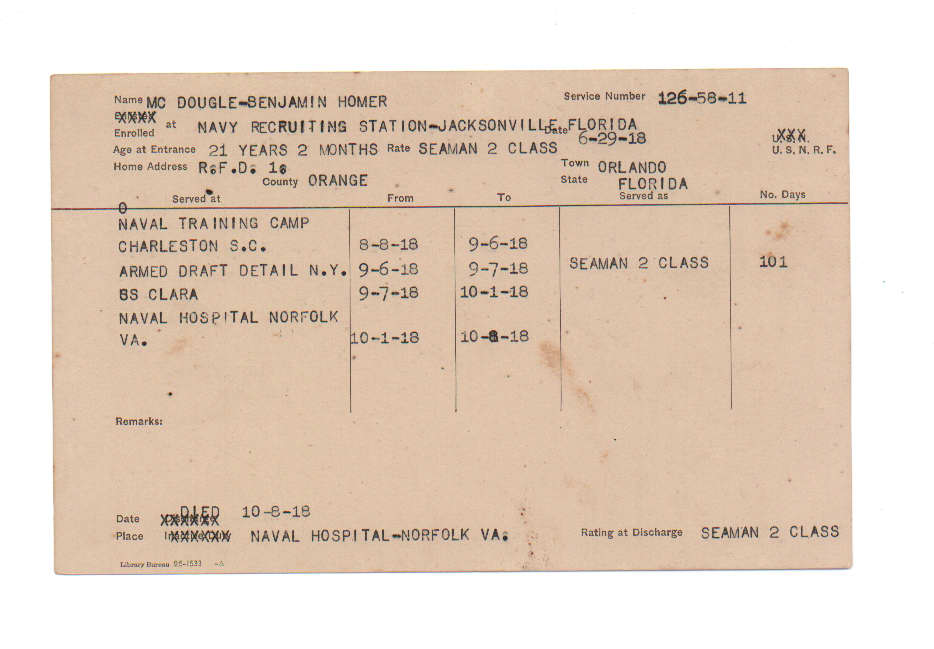 Name MC DOUGLE-BENJAMIN HOMER Service Number 126-58-11
Enrolled at NAVY RECRUITING STATION-JACKSONVILLE FLORIDA
Date 6-29-18 U.S.N.
Age at Entrance 21 YEARS 2 MONTHS Rate SEAMAN 2 CLASS U. S. N. R. F.
Home Address R.F.D. 1. Town ORLANDO
County ORANGE State FLORIDA
Served at From To Served as No. Days
0
NAVAL TRAINING CAMP
CHARLESTON S.C. 8-8-18 9-6-18
ARMED DRAFT DETAIL N.Y. 9-6-18 9-7-18 SEAMAN 2 CLASS 101
SS CLARA 9-7-18 10-1-18
NAVAL HOSPITAL NORFOLK
VA. 10-1-18 10-8-18
Remarks:
Date DIED 10-8-18
Place NAVAL HOSPITAL-NORFOLK VA. Rating at Discharge SEAMAN 2 CLASS
Library Bureau